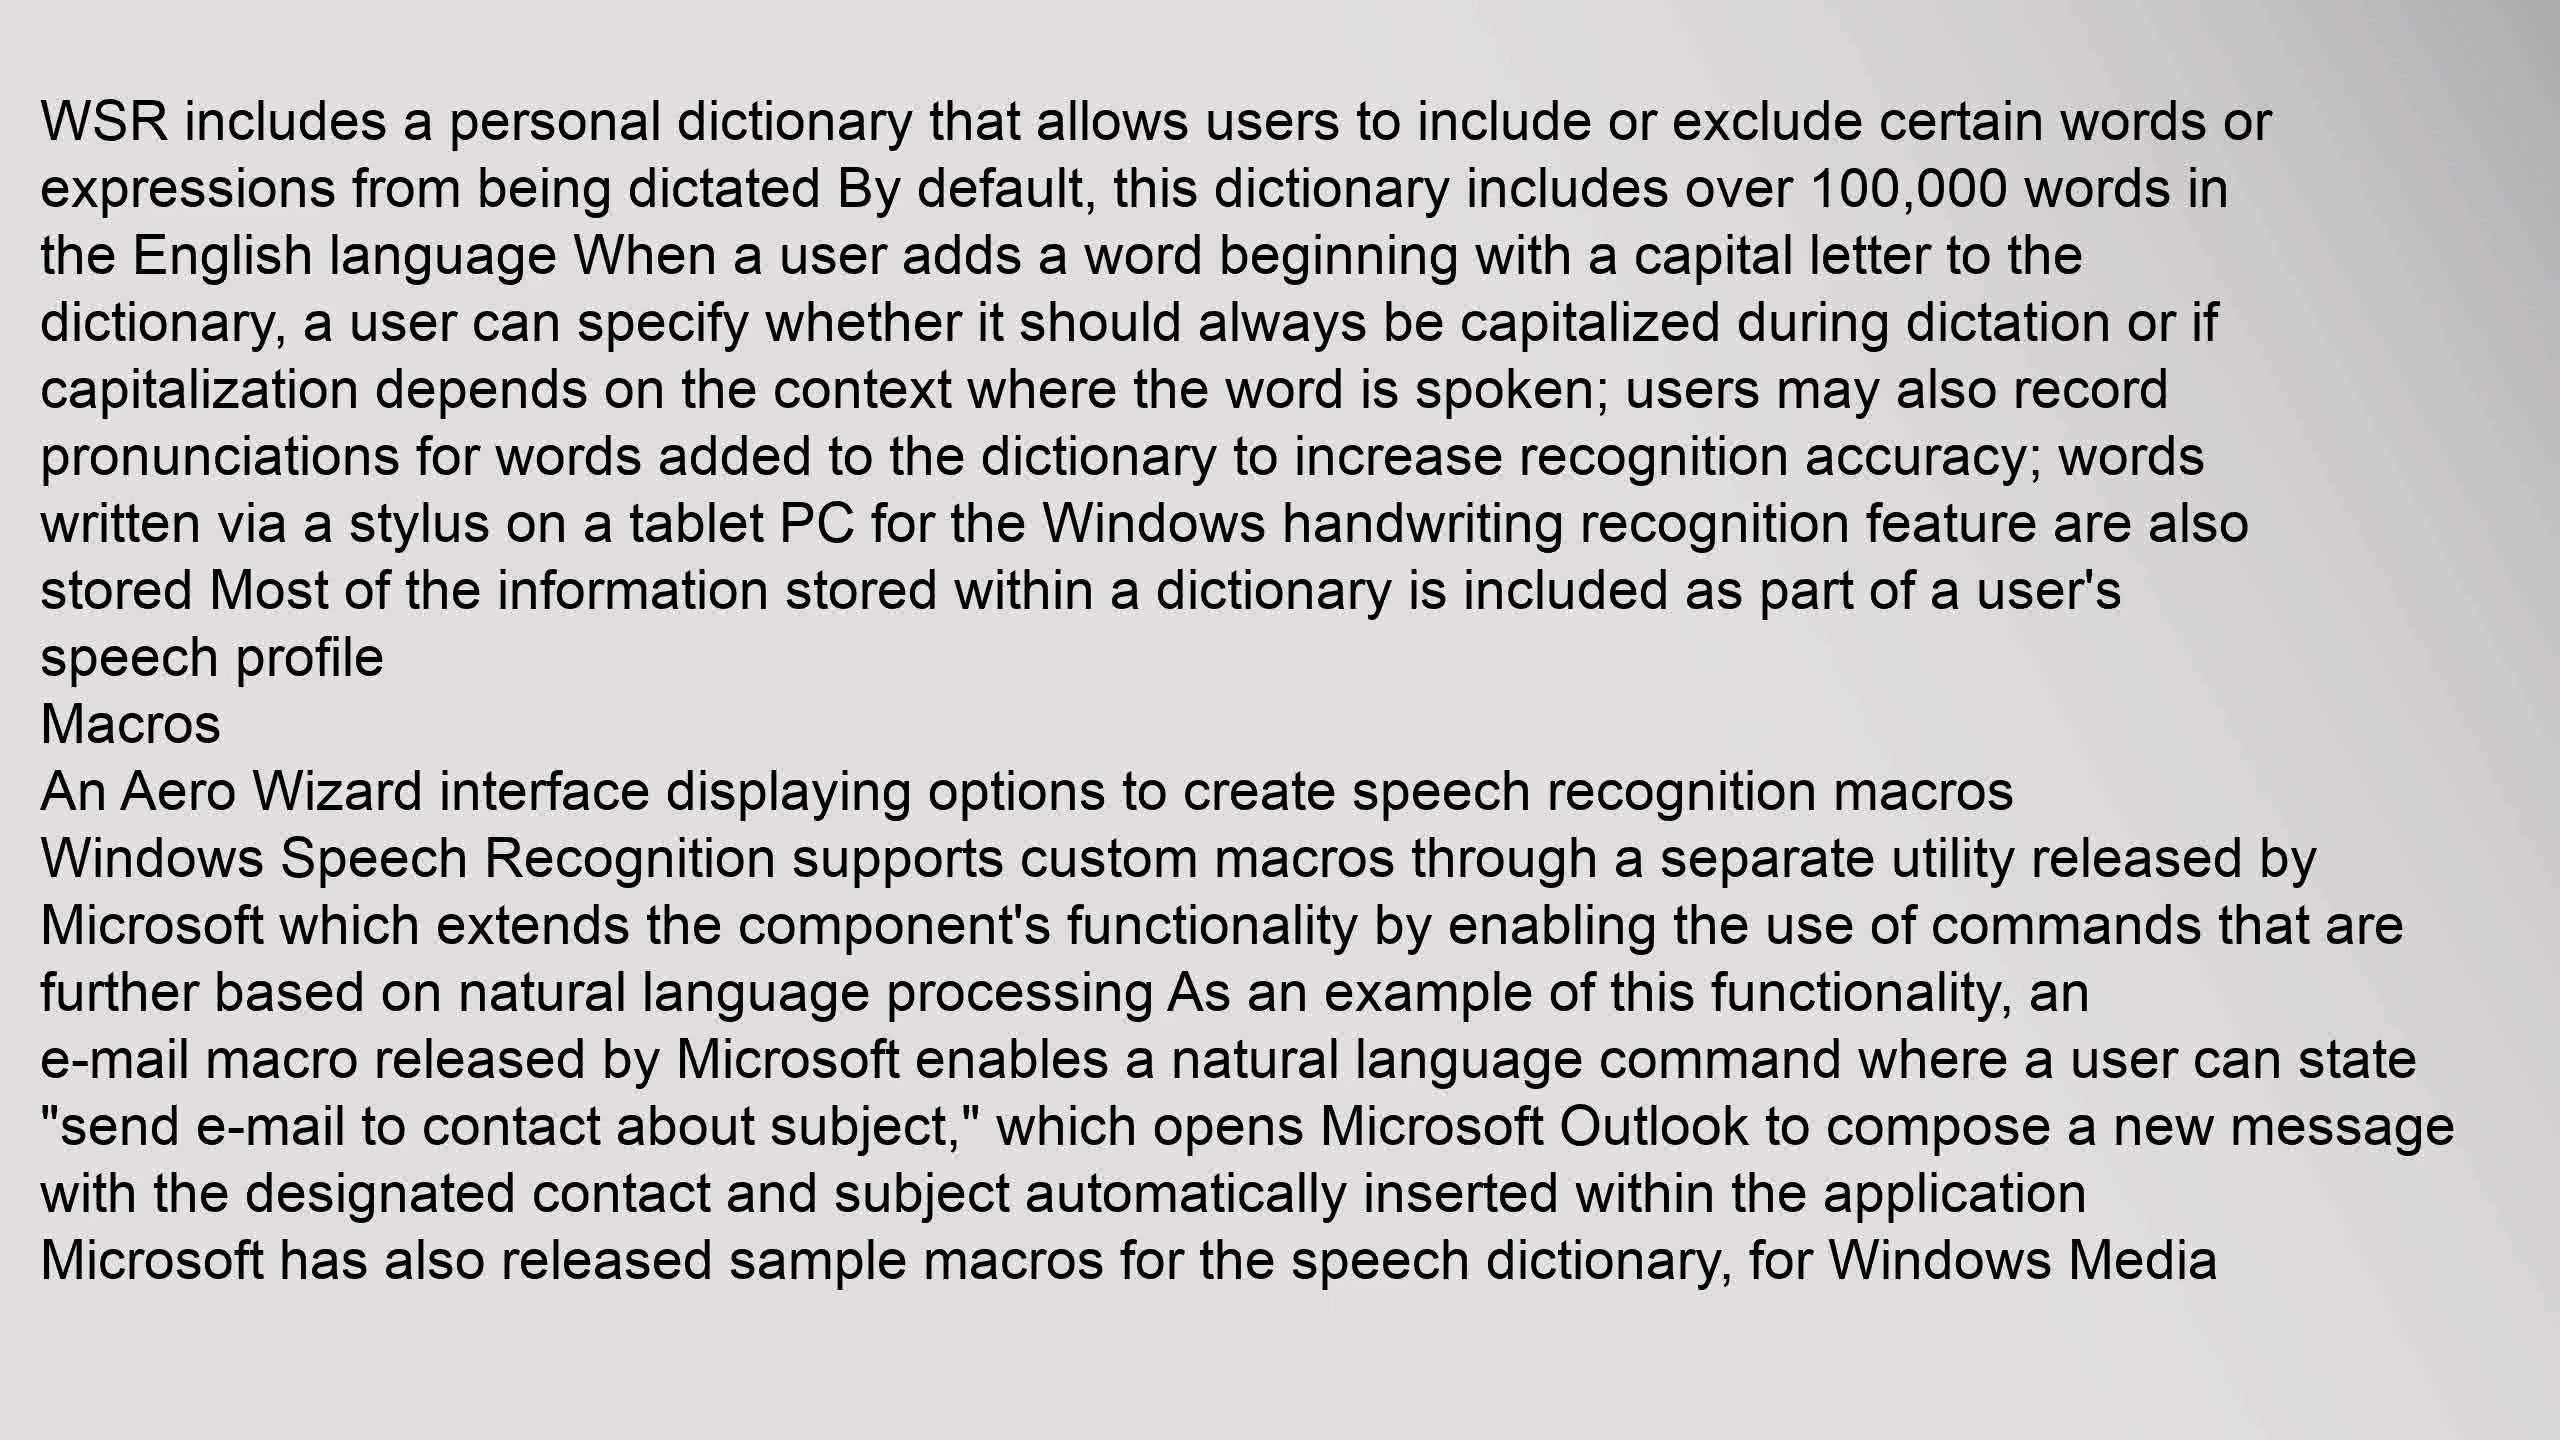 WSR includes a personal dictionary that allows users to include or exclude certain words or
expressions from being dictated By default, this dictionary includes over 100,000 words in
the English language When a user adds a word beginning with a capital letter to the
dictionary, a user can specify whether it should always be capitalized during dictation or if
capitalization depends on the context where the word is spoken; users may also record
pronunciations for words added to the dictionary to increase recognition accuracy; words
written via a stylus on a tablet PC for the Windows handwriting recognition feature are also
stored Most of the information stored within a dictionary is included as part of a user's
speech profile
Macros
An Aero Wizard interface displaying options to create speech recognition macros
Windows Speech Recognition supports custom macros through a separate utility released by
Microsoft which extends the component's functionality by enabling the use of commands that are
further based on natural language processing As an example of this functionality, an
e-mail macro released by Microsoft enables a natural language command where a user can state
"send e-mail to contact about subject," which opens Microsoft Outlook to compose a new message
with the designated contact and subject automatically inserted within the application
Microsoft has also released sample macros for the speech dictionary, for Windows Media